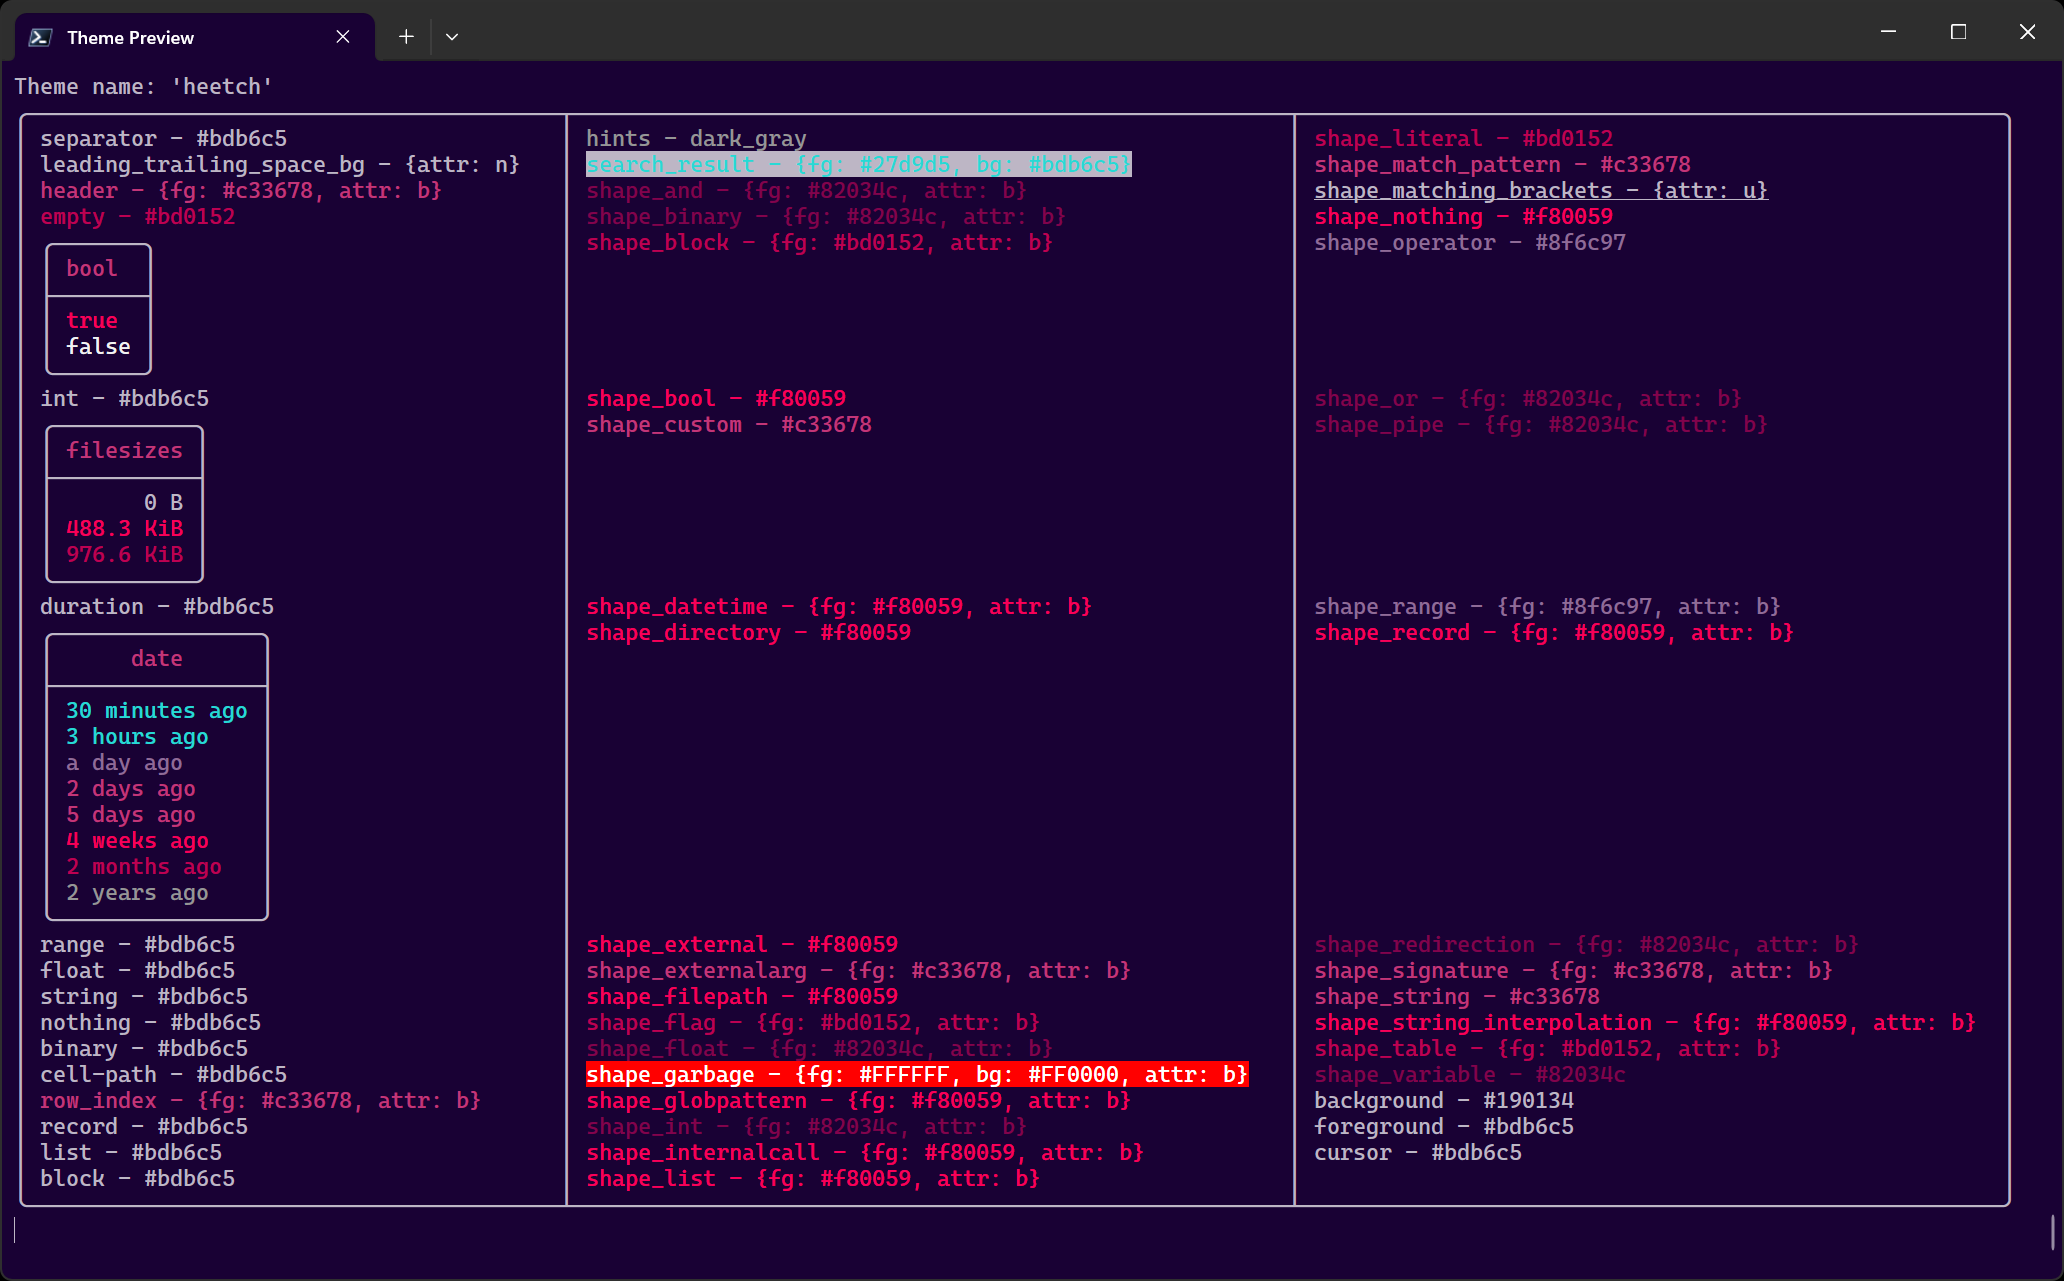 Theme Preview
Theme name: 'heetch'
separator - #bdb6c5
leading_trailing_space_bg - {attr: n}
header - {fg: #c33678, attr: b}
empty - #bd0152
bool
true
false
int - #bdb6c5
filesizes
0 B
488.3 KiB
976.6 KiB
duration - #bdb6c5
date
30 minutes ago
3 hours ago
a day ago
2 days ago
5 days ago
4 weeks ago
2 months ago
2 years ago
range - #bdb6c5
float - #bdb6c5
string - #bdb6c5
nothing - #bdb6c5
binary - #bdb6c5
cell-path - #bdb6c5
row_index - {fg: #c33678, attr: b}
record - #bdb6c5
list - #bdb6c5
block - #bdb6c5
hints - dark_gray
search_result - {fg: #27d9d5, bg: #bdb6c5}
shape_and - {fg: #82034c, attr: b}
shape_binary - {fg: #82034c, attr: b}
shape_block - {fg: #bd0152, attr: b}
shape_bool - #f80059
shape_custom - #c33678
shape_datetime - {fg: #f80059, attr: b}
shape_directory - #f80059
shape_external - #f80059
shape_externalarg - {fg: #c33678, attr: b}
shape_filepath - #f80059
shape_flag - {fg: #bd0152, attr: b}
shape_float - {fg: #82034c, attr: b}
shape_garbage - {fg: #FFFFFF, bg: #FF0000, attr: b}
shape_globpattern - {fg: #f80059, attr: b}
shape_int - {fg: #82034c, attr: b}
shape_internalcall - {fg: #f80059, attr: b}
shape_list - {fg: #f80059, attr: b}
shape_literal - #bd0152
shape_match_pattern - #c33678
shape_matching_brackets - {attr: u}
shape_nothing - #f80059
shape_operator - #8f6c97
shape_or - {fg: #82034c, attr: b}
shape_pipe - {fg: #82034c, attr: b}
shape_range - {fg: #8f6c97, attr: b}
shape_record - {fg: #f80059, attr: b}
shape_redirection - {fg: #82034c, attr: b}
shape_signature - {fg: #c33678, attr: b}
shape_string - #c33678
shape_string_interpolation - {fg: #f80059, attr: b}
shape_table - {fg: #bd0152, attr: b}
shape_variable - #82034c
background - #190134
foreground - #bdb6c5
cursor - #bdb6c5